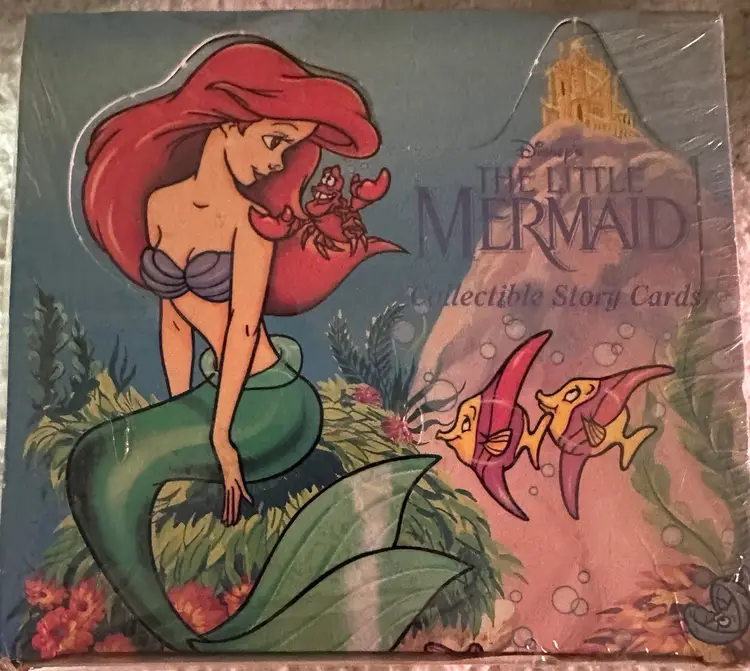 Disney's
THE LITTLE
MERMAID
Collectible Story Cards